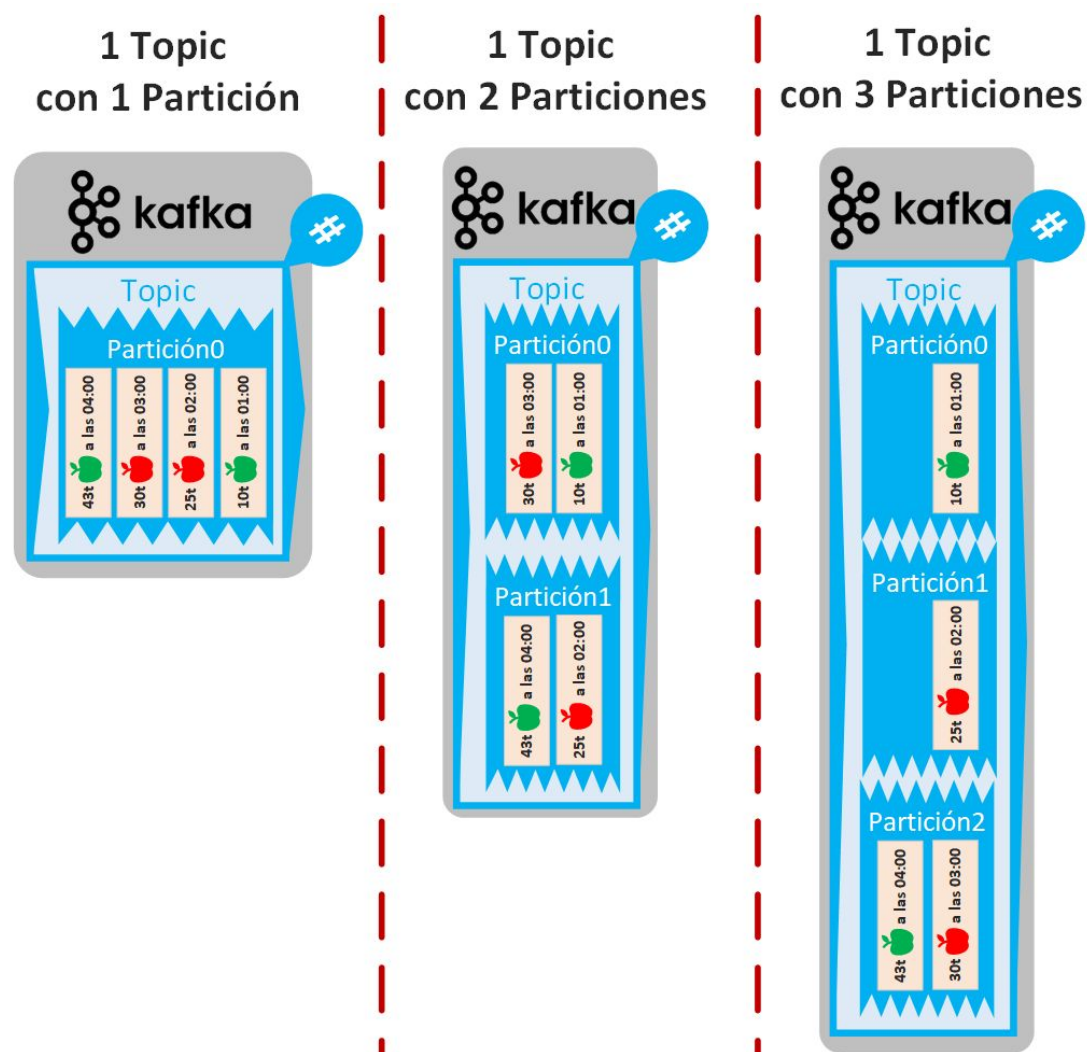 1 Topic
con 1 Partición
kafka
#
Topic
Partición0
43t a las 04:00
30t a las 03:00
25t a las 02:00
10t a las 01:00
1 Topic
con 2 Particiones
kafka
#
Topic
Partición0
30t a las 03:00
10t a las 01:00
Partición1
43t a las 04:00
25t a las 02:00
1 Topic
con 3 Particiones
kafka
#
Topic
Partición0
10t a las 01:00
Partición1
25t a las 02:00
Partición2
43t a las 04:00
30t a las 03:00